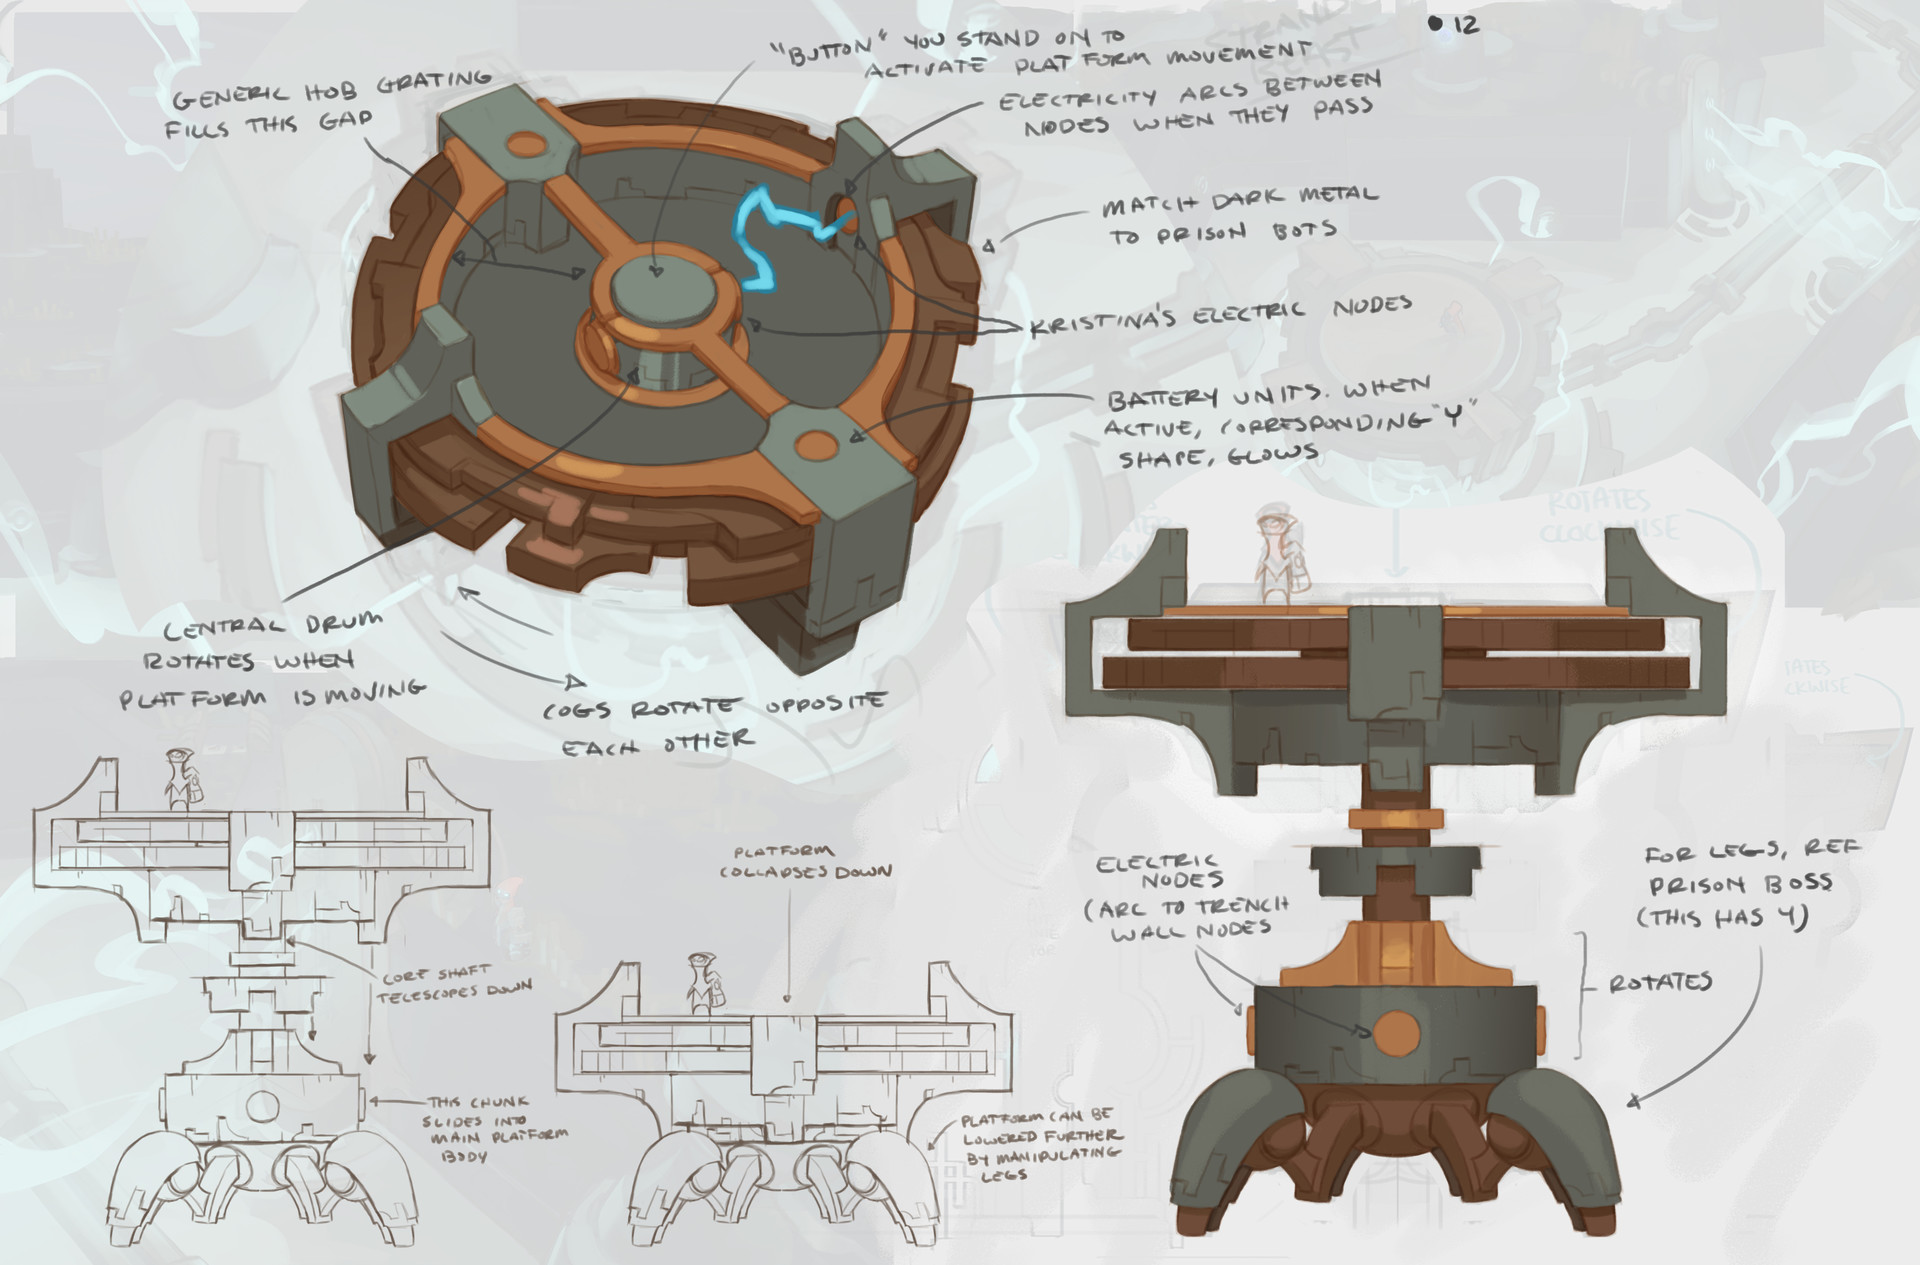 12
"BUTTON" YOU STAND ON TO
ACTIVATE PLATFORM MOVEMENT
GENERIC HOB GRATING
FILLS THIS GAP
ELECTRICITY ARCS BETWEEN
NODES WHEN THEY PASS
MATCH DARK METAL
TO PRISON BOTS
KRISTINA'S ELECTRIC NODES
BATTERY UNITS. WHEN
ACTIVE, CORRESPONDING "Y"
SHAPE, GLOWS
ROTATES
CLOCKWISE
CENTRAL DRUM
ROTATES WHEN
PLATFORM IS MOVING
COGS ROTATE OPPOSITE
EACH OTHER
PLATFORM
COLLAPSES DOWN
CORE SHAFT
TELESCOPES DOWN
THIS CHUNK
SLIDES INTO
MAIN PLATFORM
BODY
PLATFORM CAN BE
LOWERED FURTHER
BY MANIPULATING
LEGS
ELECTRIC
NODES
(ARC TO TRENCH
WALL NODES
FOR LEGS, REF
PRISON BOSS
(THIS HAS 4)
ROTATES